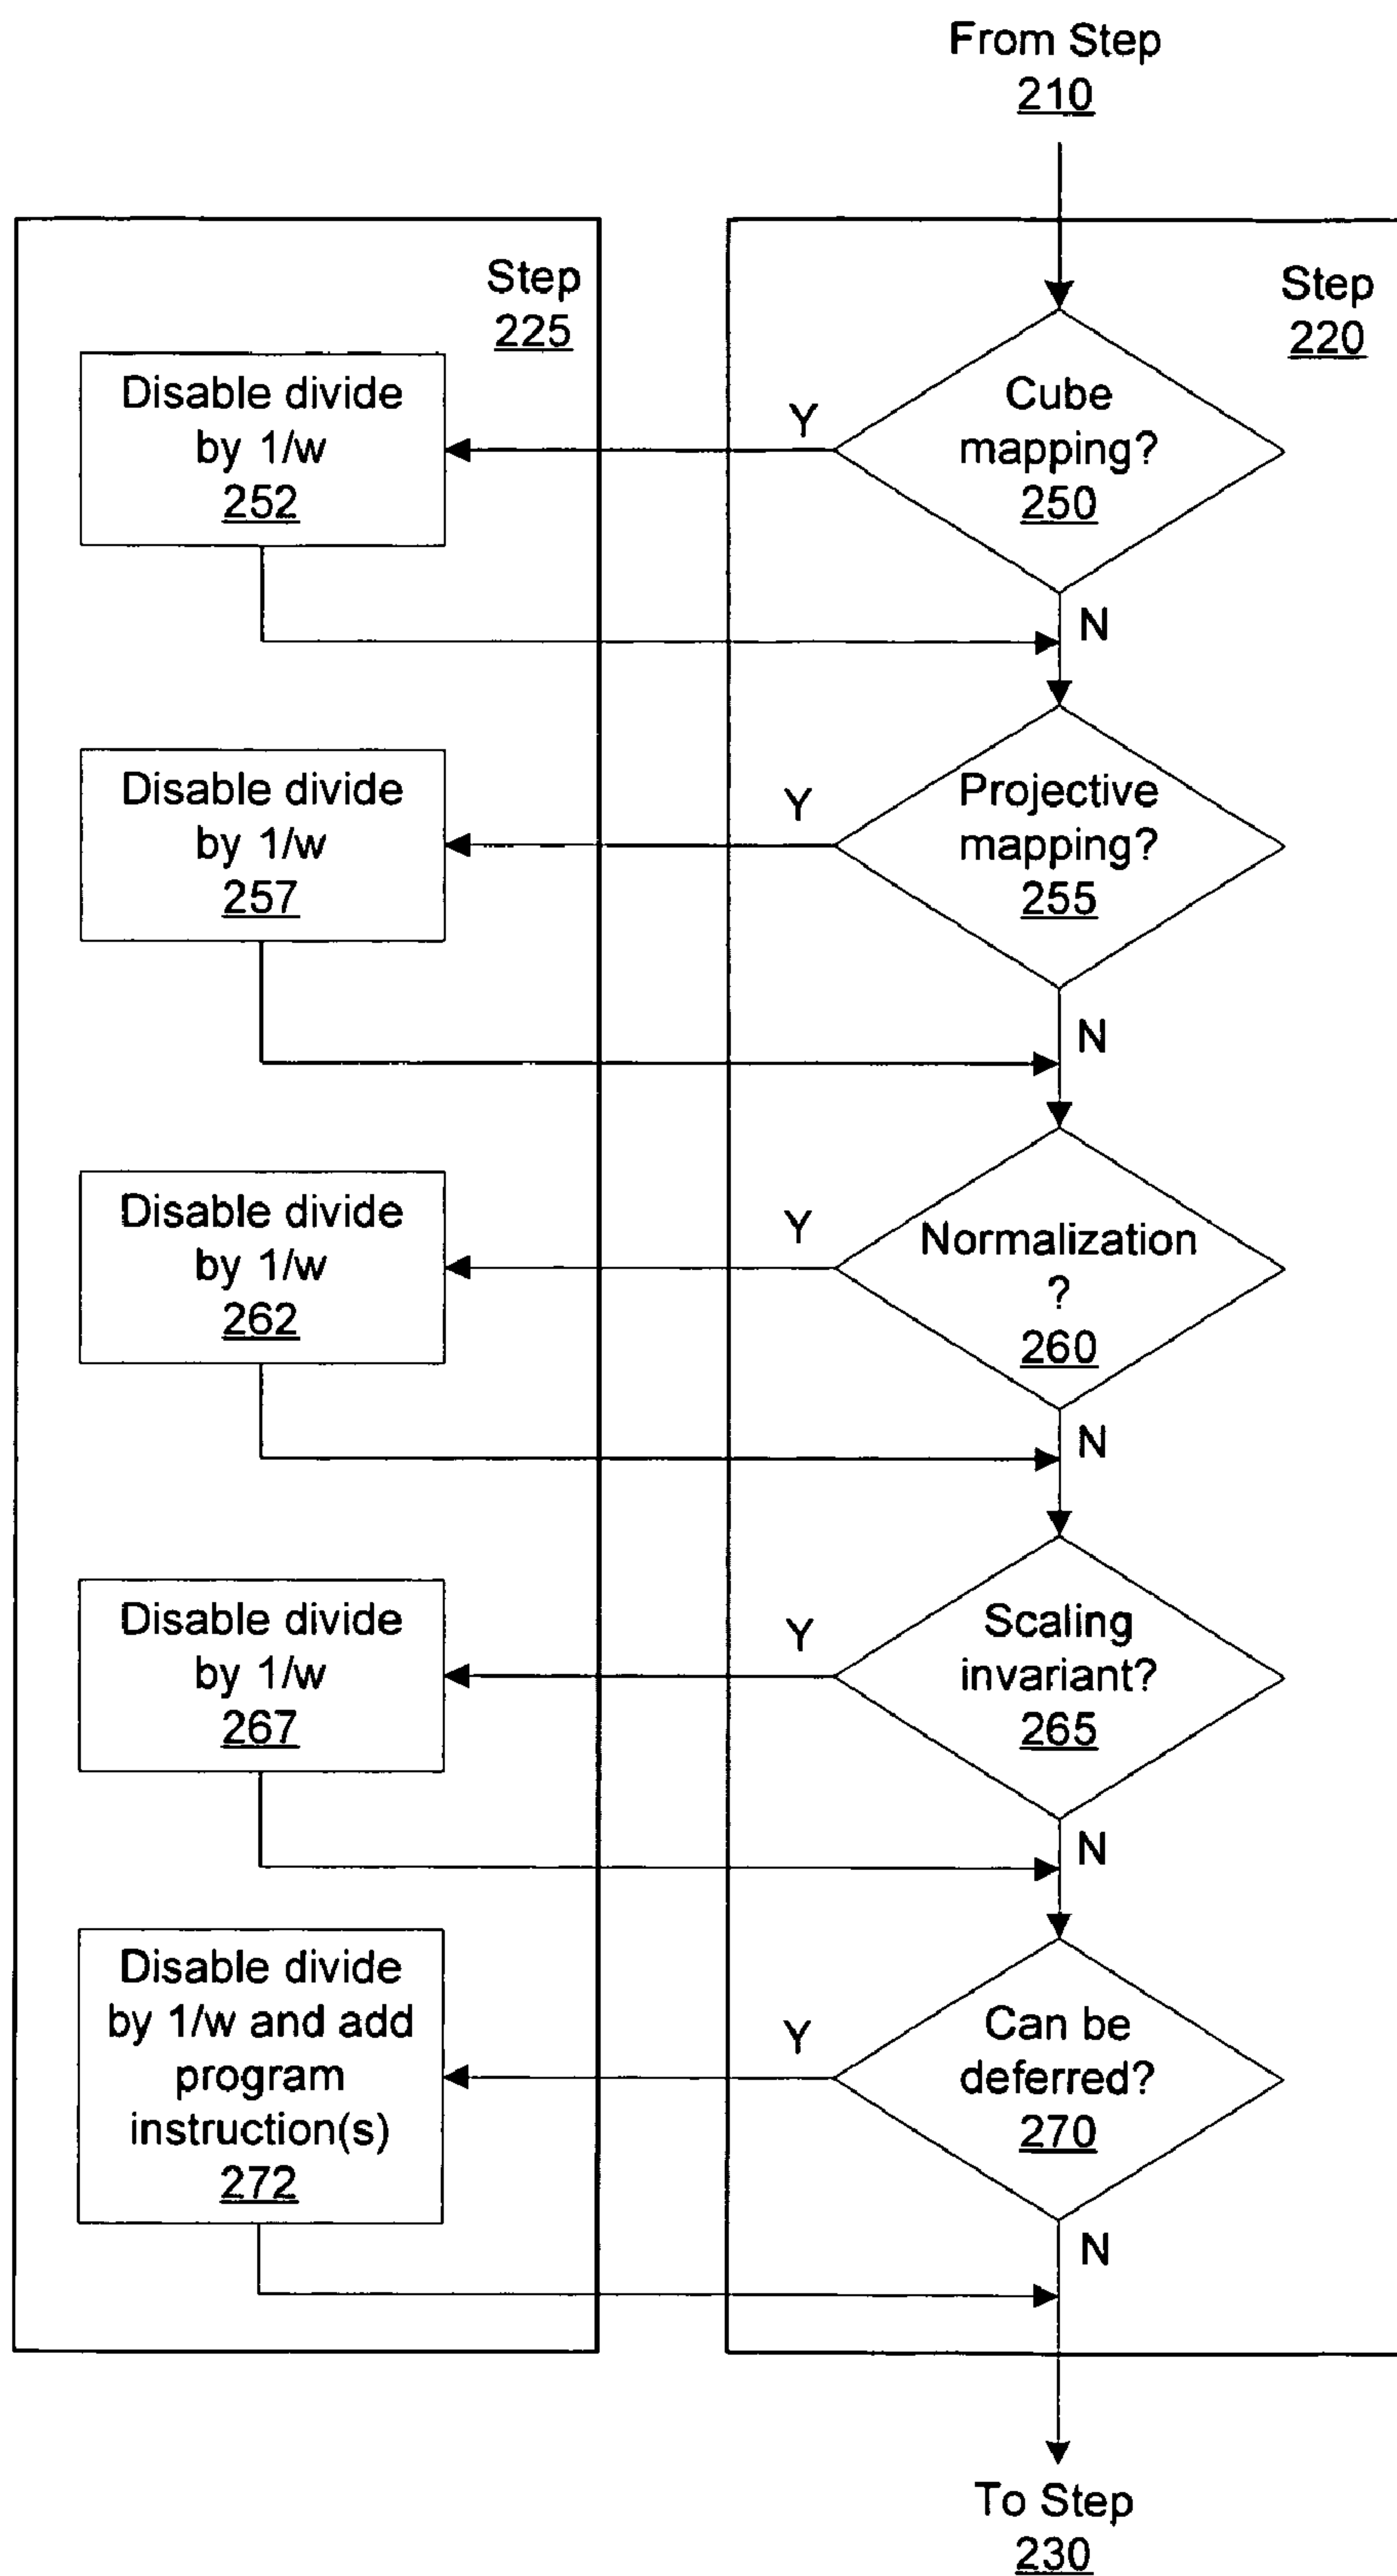 From Step
210
Step
225
Step
220
Cube
mapping?
250
Y
Disable divide
by 1/w
252
N
Projective
mapping?
255
Y
Disable divide
by 1/w
257
N
Normalization
?
260
Y
Disable divide
by 1/w
262
N
Scaling
invariant?
265
Y
Disable divide
by 1/w
267
N
Can be
deferred?
270
Y
Disable divide
by 1/w and add
program
instruction(s)
272
N
To Step
230